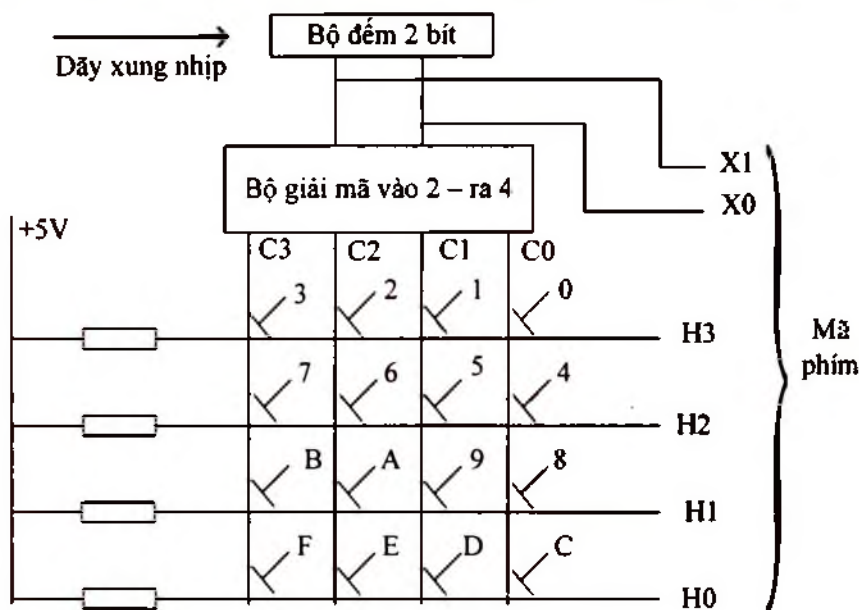 Bộ đếm 2 bít
Dãy xung nhịp
Bộ giải mã vào 2 – ra 4
X1
X0
+5V
C3 C2 C1 C0
3 2 1 0
H3
7 6 5 4
H2
B A 9 8
H1
F E D C
H0
Mã
phím